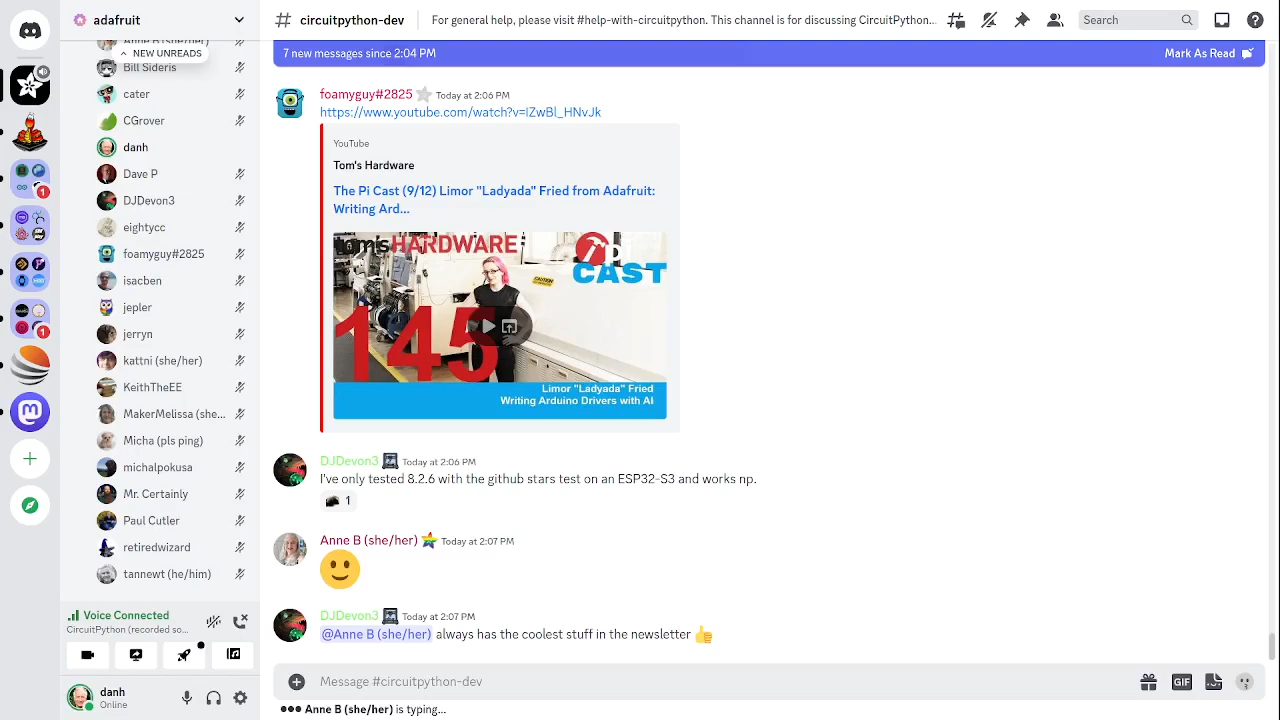 adafruit
# circuitpython-dev
For general help, please visit #help-with-circuitpython. This channel is for discussing CircuitPython...
Search
NEW UNREADS
7 new messages since 2:04 PM
Mark As Read
Bill Sideris
cater
CGrover
danh
Dave P
DJDevon3
eightycc
foamyguy#2825
isacben
jepler
jerryn
kattni (she/her)
KeithTheEE
MakerMelissa (she...
Micha (pls ping)
michalpokusa
Mr. Certainly
Paul Cutler
retiredwizard
tannewt (he/him)
Voice Connected
CircuitPython (recorded so...
danh
Online
1
1
foamyguy#2825 Today at 2:06 PM
https://www.youtube.com/watch?v=IZwBl_HNvJk
YouTube
Tom's Hardware
The Pi Cast (9/12) Limor "Ladyada" Fried from Adafruit:
Writing Ard...
tom's HARDWARE
CAST
CAUTION
145
Limor "Ladyada" Fried
Writing Arduino Drivers with AI
DJDevon3 Today at 2:06 PM
I've only tested 8.2.6 with the github stars test on an ESP32-S3 and works np.
1
Anne B (she/her) Today at 2:07 PM
DJDevon3 Today at 2:07 PM
@Anne B (she/her) always has the coolest stuff in the newsletter
Message #circuitpython-dev
GIF
Anne B (she/her) is typing...